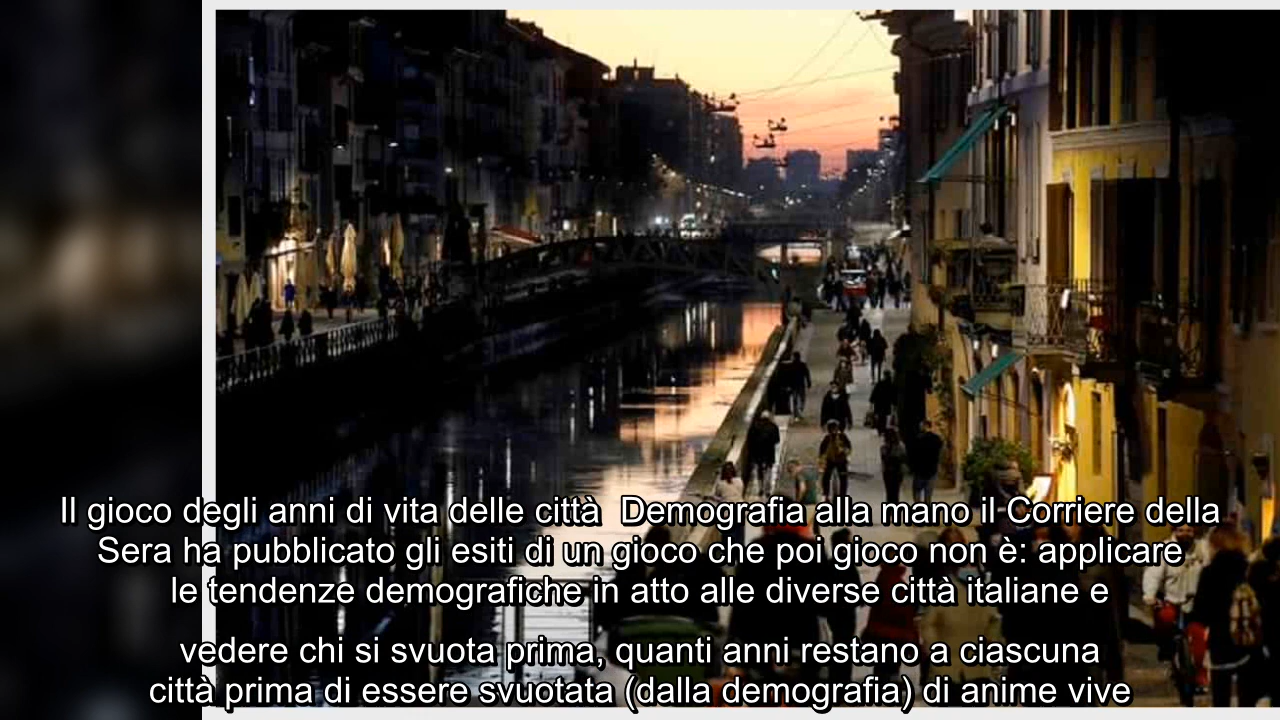 Il gioco degli anni di vita delle città  Demografia alla mano il Corriere della
Sera ha pubblicato gli esiti di un gioco che poi gioco non è: applicare
le tendenze demografiche in atto alle diverse città italiane e
vedere chi si svuota prima, quanti anni restano a ciascuna
città prima di essere svuotata (dalla demografia) di anime vive